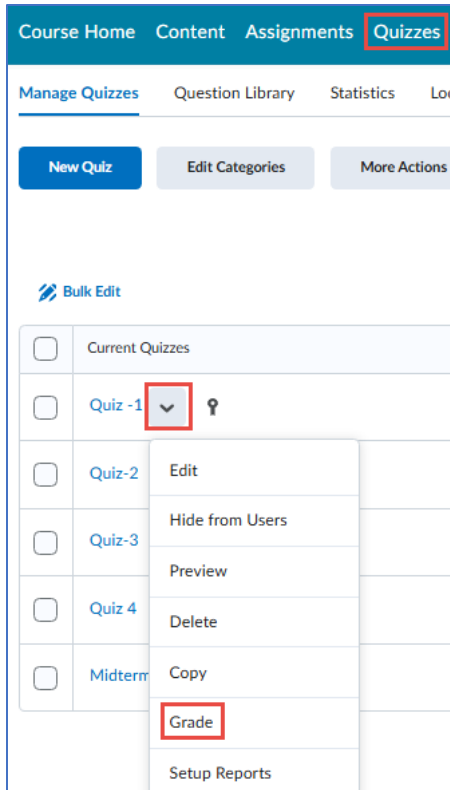 Course Home Content Assignments Quizzes
Manage Quizzes Question Library Statistics
New Quiz Edit Categories More Actions
Bulk Edit
Current Quizzes
Quiz -1
Edit
Quiz-2
Hide from Users
Quiz-3
Preview
Quiz 4
Delete
Midterm
Copy
Grade
Setup Reports